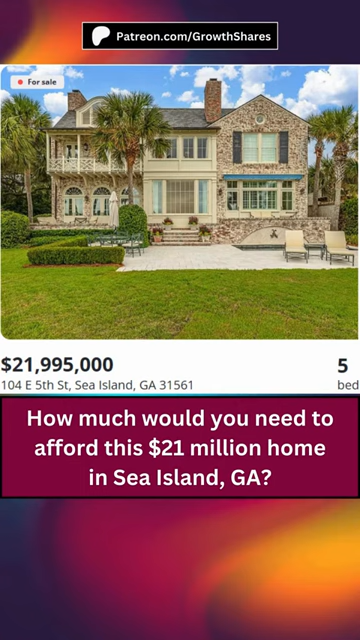 Patreon.com/GrowthShares
For sale
$21,995,000
5
104 E 5th St, Sea Island, GA 31561
bed
How much would you need to
afford this $21 million home
in Sea Island, GA?